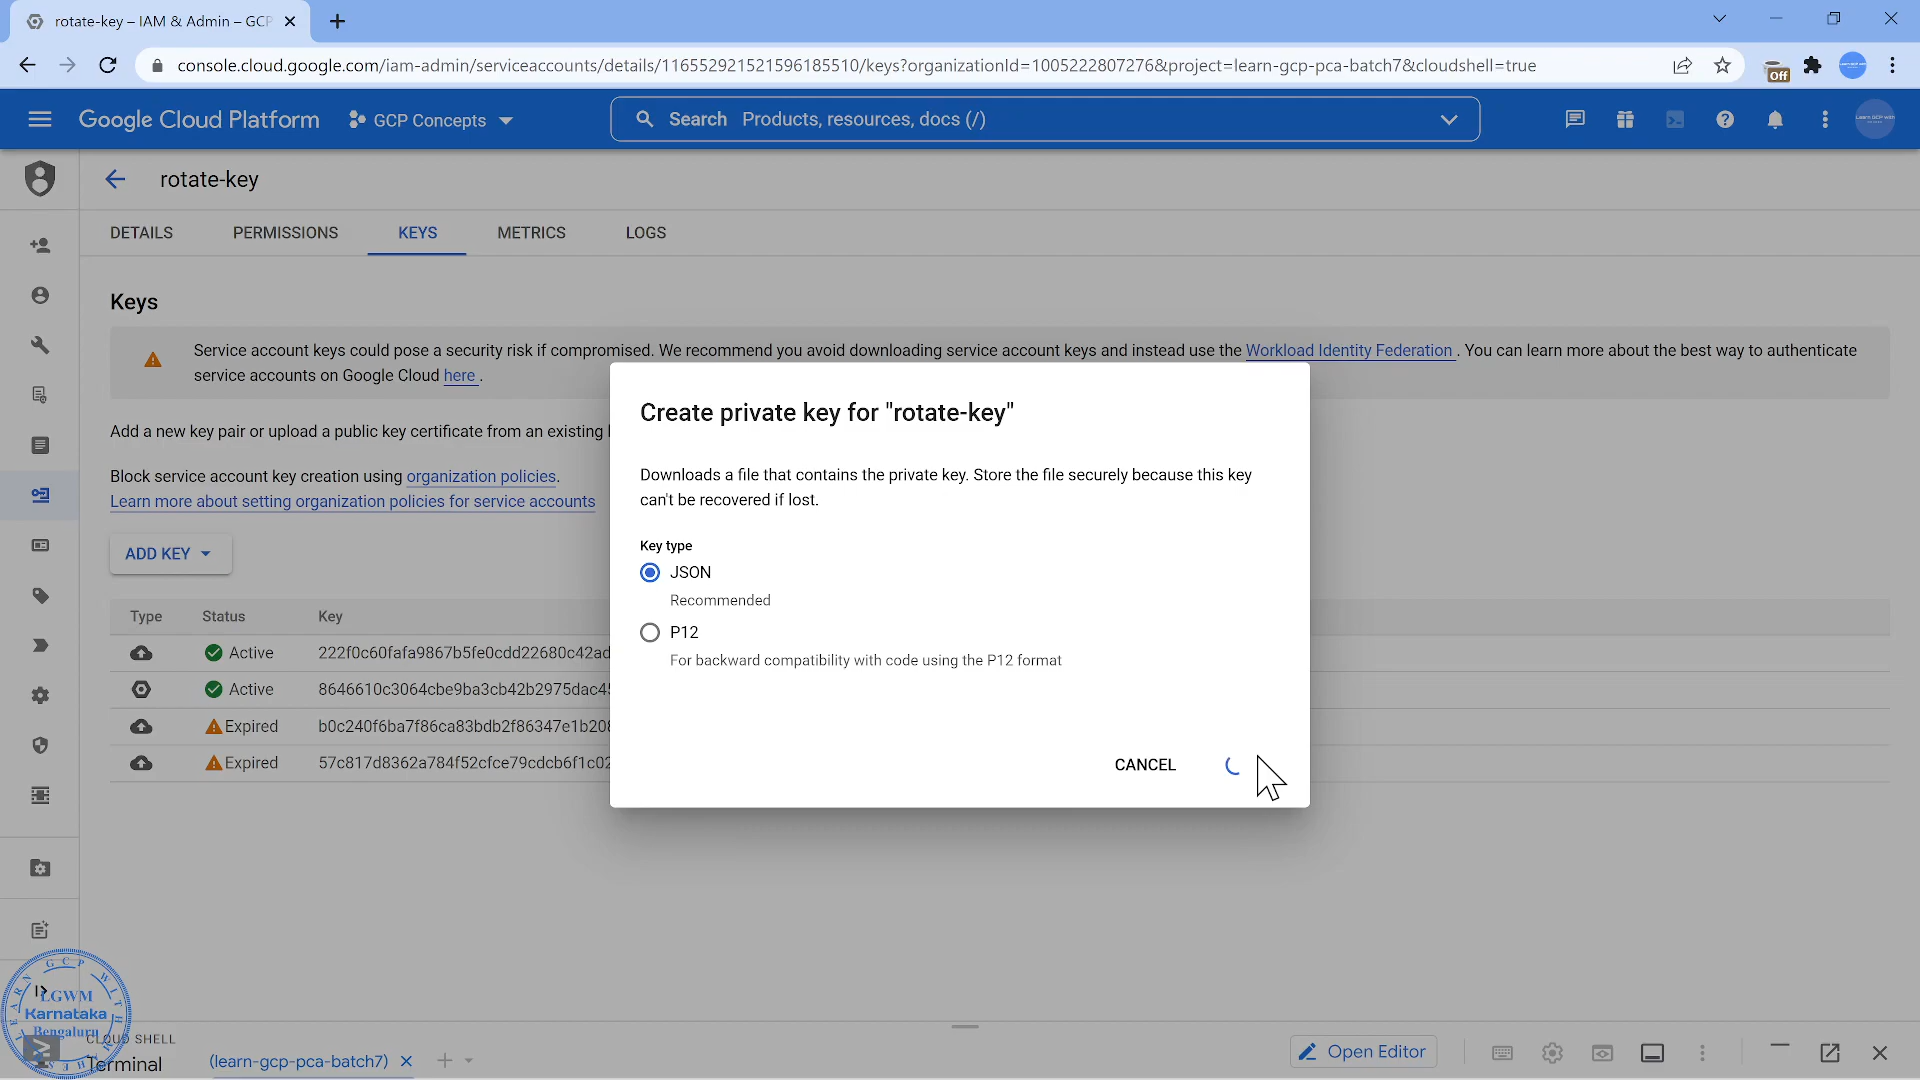 rotate-key – IAM & Admin – GCP
console.cloud.google.com/iam-admin/serviceaccounts/details/116552921521596185510/keys?organizationId=1005222807276&project=learn-gcp-pca-batch7&cloudshell=true
Off
Google Cloud Platform
GCP Concepts
Search Products, resources, docs (/)
rotate-key
DETAILS
PERMISSIONS
KEYS
METRICS
LOGS
Keys
Service account keys could pose a security risk if compromised. We recommend you avoid downloading service account keys and instead use the Workload Identity Federation . You can learn more about the best way to authenticate
service accounts on Google Cloud here .
Add a new key pair or upload a public key certificate from an existing
Block service account key creation using organization policies.
Learn more about setting organization policies for service accounts
ADD KEY
Type Status Key
Active 222f0c60fafa9867b5fe0cdd22680c42ad
Active 8646610c3064cbe9ba3cb42b2975dac45
Expired b0c240f6ba7f86ca83bdb2f86347e1b208
Expired 57c817d8362a784f52cfce79cdcb6f1c02
Create private key for "rotate-key"
Downloads a file that contains the private key. Store the file securely because this key
can't be recovered if lost.
Key type
JSON
Recommended
P12
For backward compatibility with code using the P12 format
CANCEL
LEARN GCP WITH MAHESH
LGWM
Karnataka
Bengaluru
CLOUD SHELL
Terminal
(learn-gcp-pca-batch7)
Open Editor